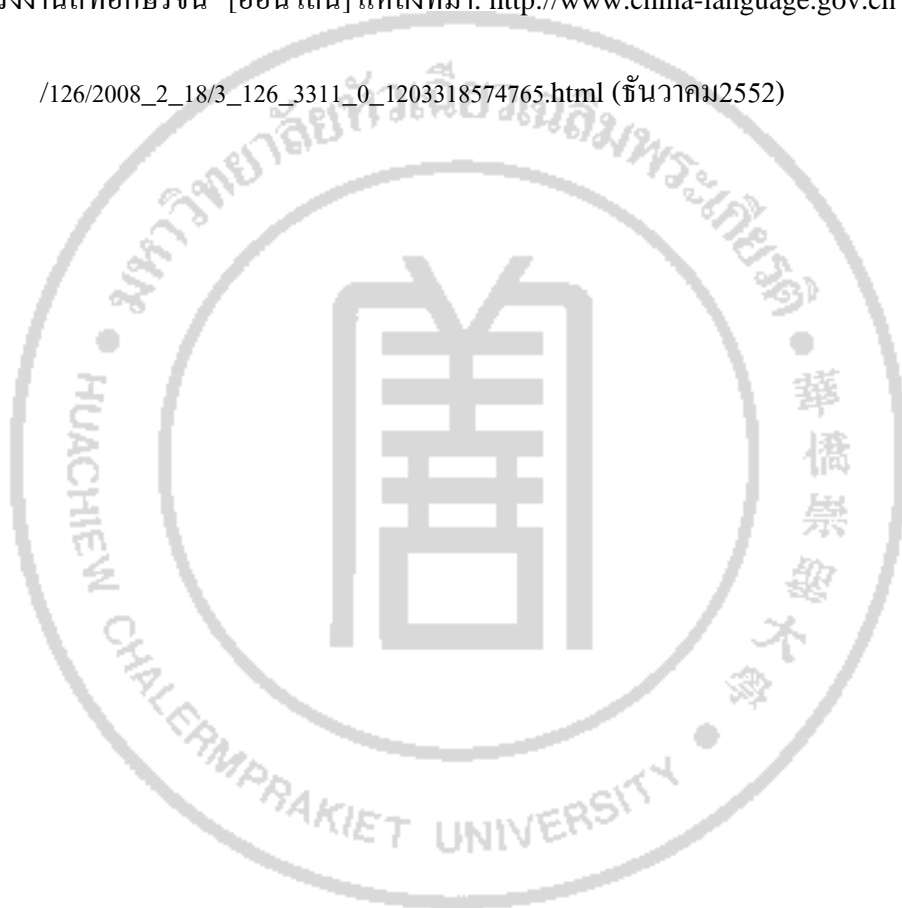 [ออนไลน์] แหล่งที่มา: http://www.china-language.gov.cn
/126/2008_2_18/3_126_3311_0_1203318574765.html (ธันวาคม2552)
มหาวิทยาลัยหัวเฉียวเฉลิมพระเกียรติ
華僑崇聖大學
HUACHIEW CHALERMPRAKIET UNIVERSITY